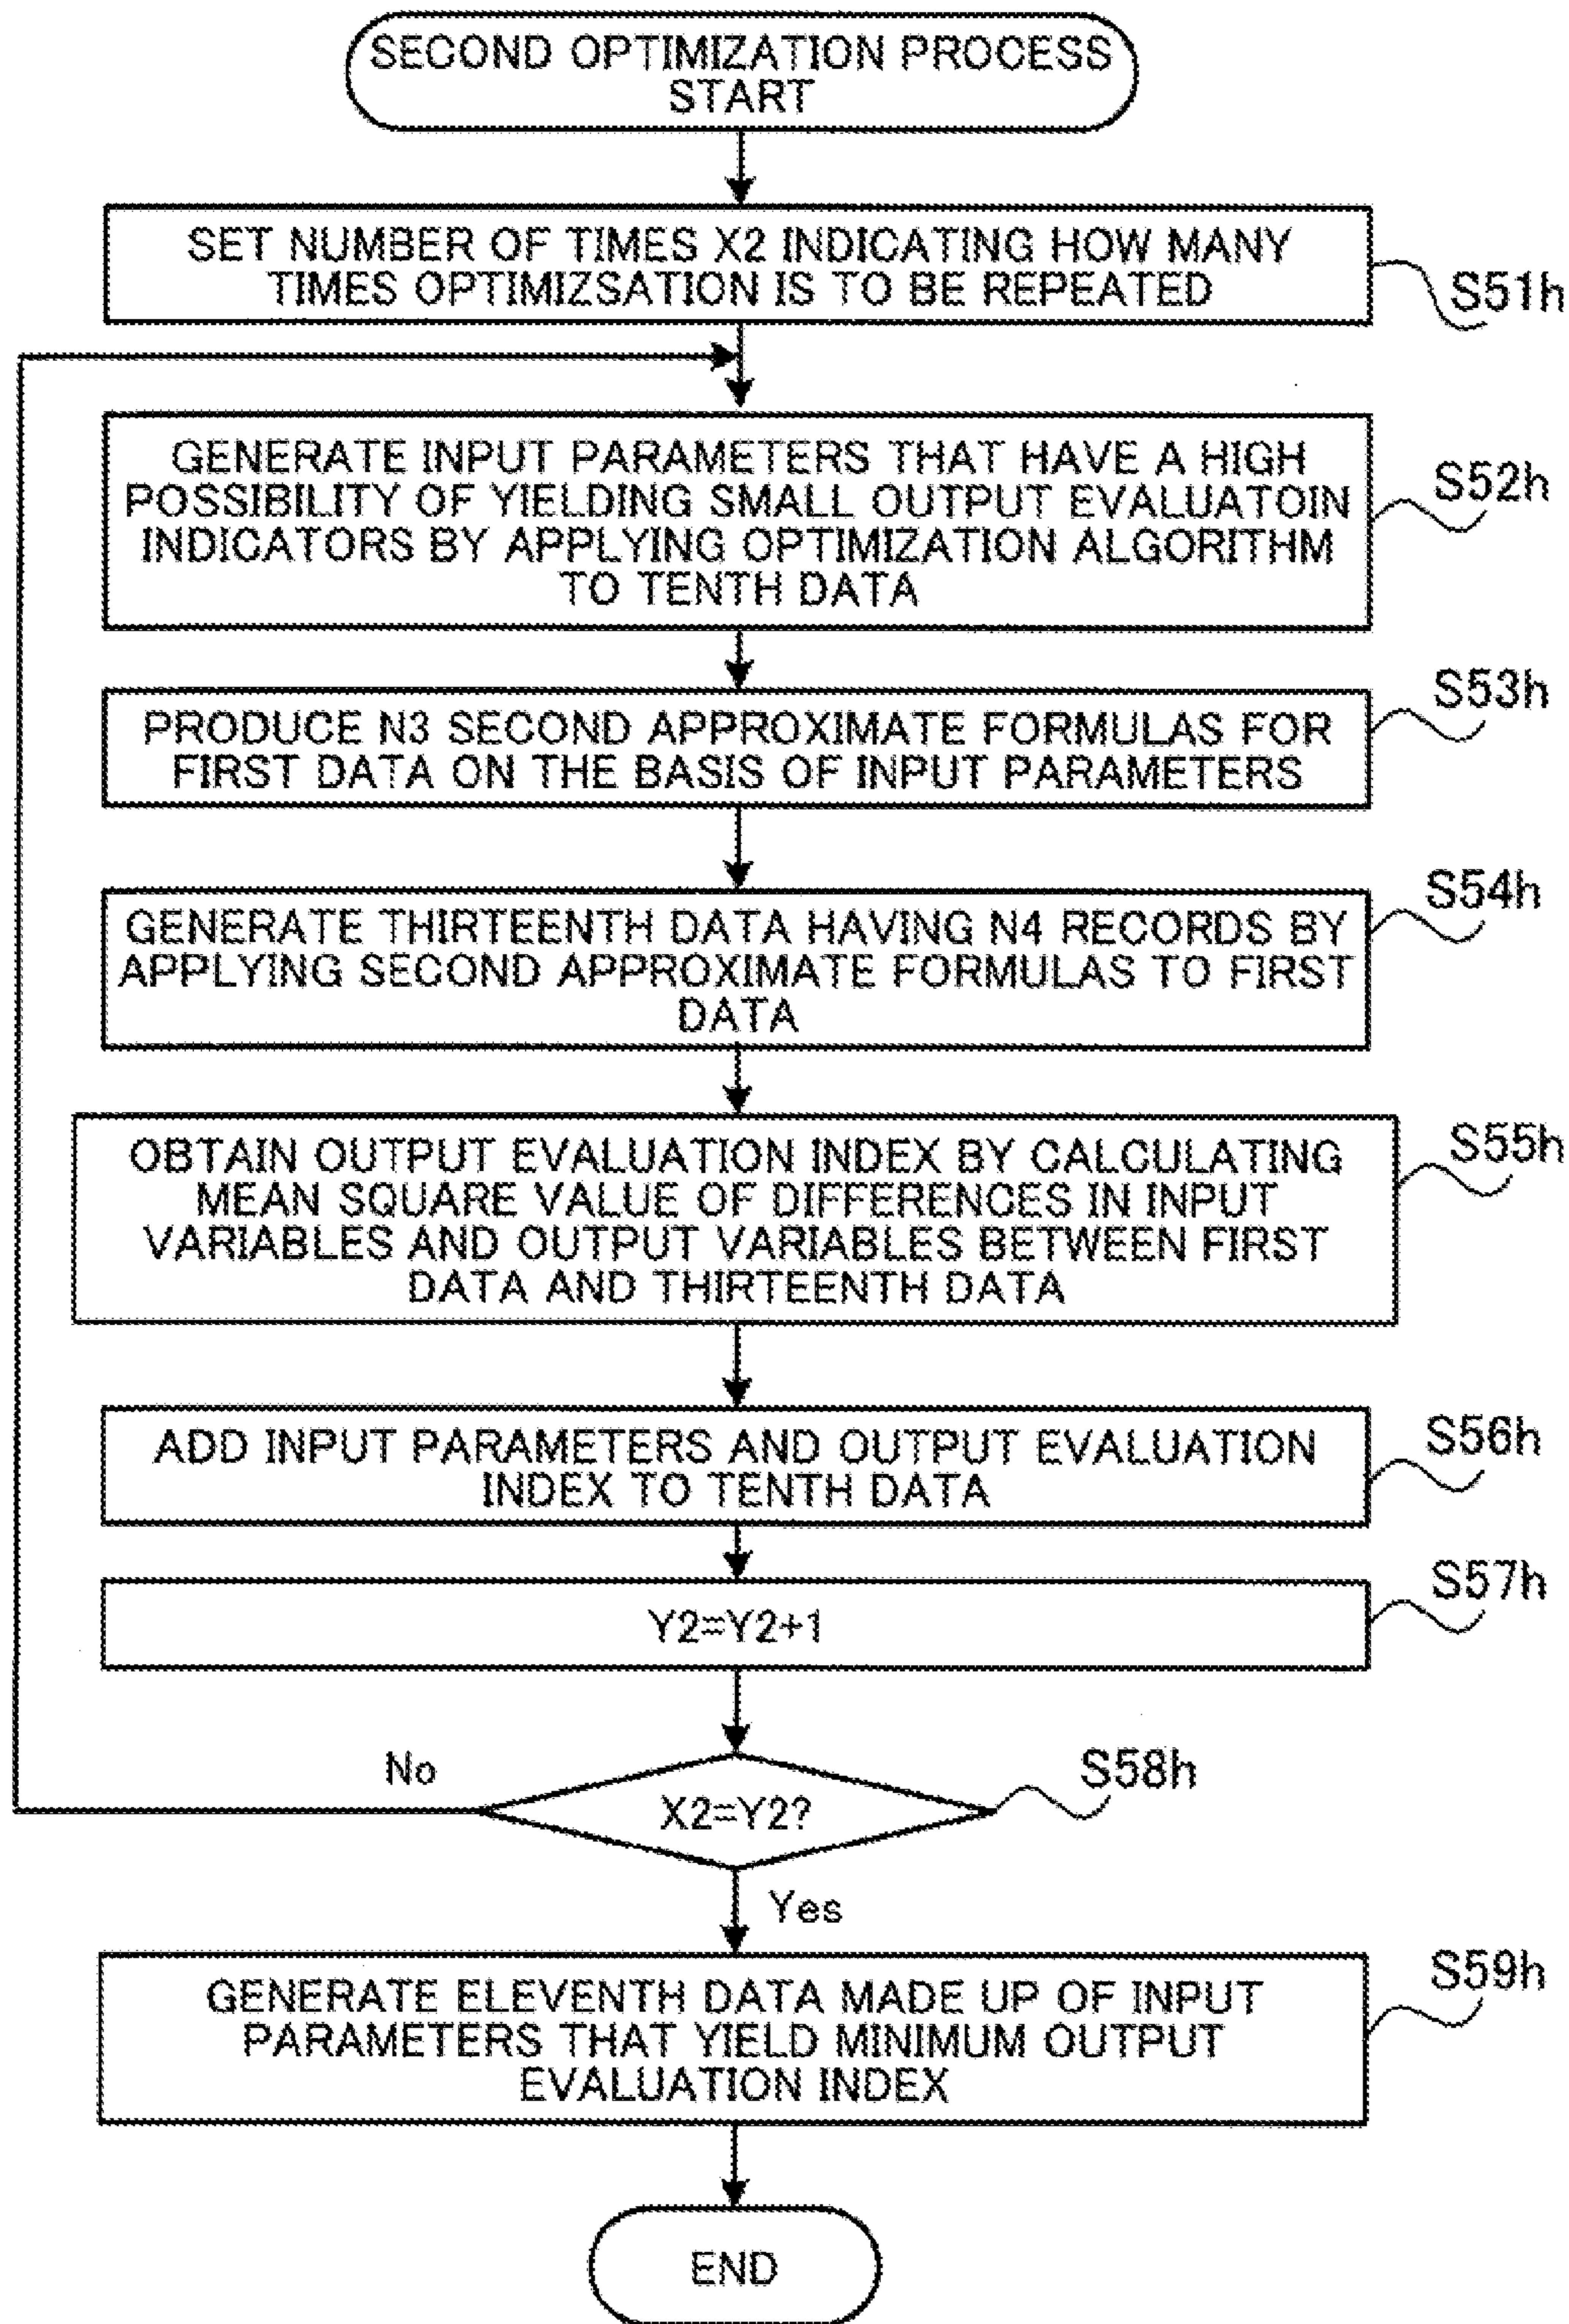 SECOND OPTIMIZATION PROCESS
START
SET NUMBER OF TIMES X2 INDICATING HOW MANY
TIMES OPTIMIZSATION IS TO BE REPEATED
S51h
GENERATE INPUT PARAMETERS THAT HAVE A HIGH
POSSIBILITY OF YIELDING SMALL OUTPUT EVALUATOIN
INDICATORS BY APPLYING OPTIMIZATION ALGORITHM
TO TENTH DATA
S52h
PRODUCE N3 SECOND APPROXIMATE FORMULAS FOR
FIRST DATA ON THE BASIS OF INPUT PARAMETERS
S53h
GENERATE THIRTEENTH DATA HAVING N4 RECORDS BY
APPLYING SECOND APPROXIMATE FORMULAS TO FIRST
DATA
S54h
OBTAIN OUTPUT EVALUATION INDEX BY CALCULATING
MEAN SQUARE VALUE OF DIFFERENCES IN INPUT
VARIABLES AND OUTPUT VARIABLES BETWEEN FIRST
DATA AND THIRTEENTH DATA
S55h
ADD INPUT PARAMETERS AND OUTPUT EVALUATION
INDEX TO TENTH DATA
S56h
Y2=Y2+1
S57h
No
X2=Y2?
S58h
Yes
GENERATE ELEVENTH DATA MADE UP OF INPUT
PARAMETERS THAT YIELD MINIMUM OUTPUT
EVALUATION INDEX
S59h
END